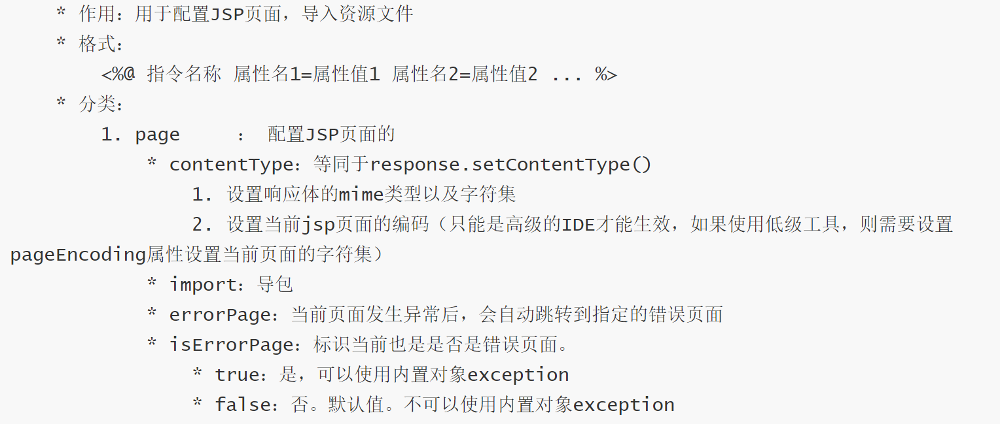 * 作用：用于配置JSP页面，导入资源文件
* 格式：
<%@ 指令名称 属性名1=属性值1 属性名2=属性值2 ... %>
* 分类：
1. page ： 配置JSP页面的
* contentType：等同于response.setContentType()
1. 设置响应体的mime类型以及字符集
2. 设置当前jsp页面的编码（只能是高级的IDE才能生效，如果使用低级工具，则需要设置
pageEncoding属性设置当前页面的字符集）
* import：导包
* errorPage：当前页面发生异常后，会自动跳转到指定的错误页面
* isErrorPage：标识当前也是是否是错误页面。
* true：是，可以使用内置对象exception
* false：否。默认值。不可以使用内置对象exception